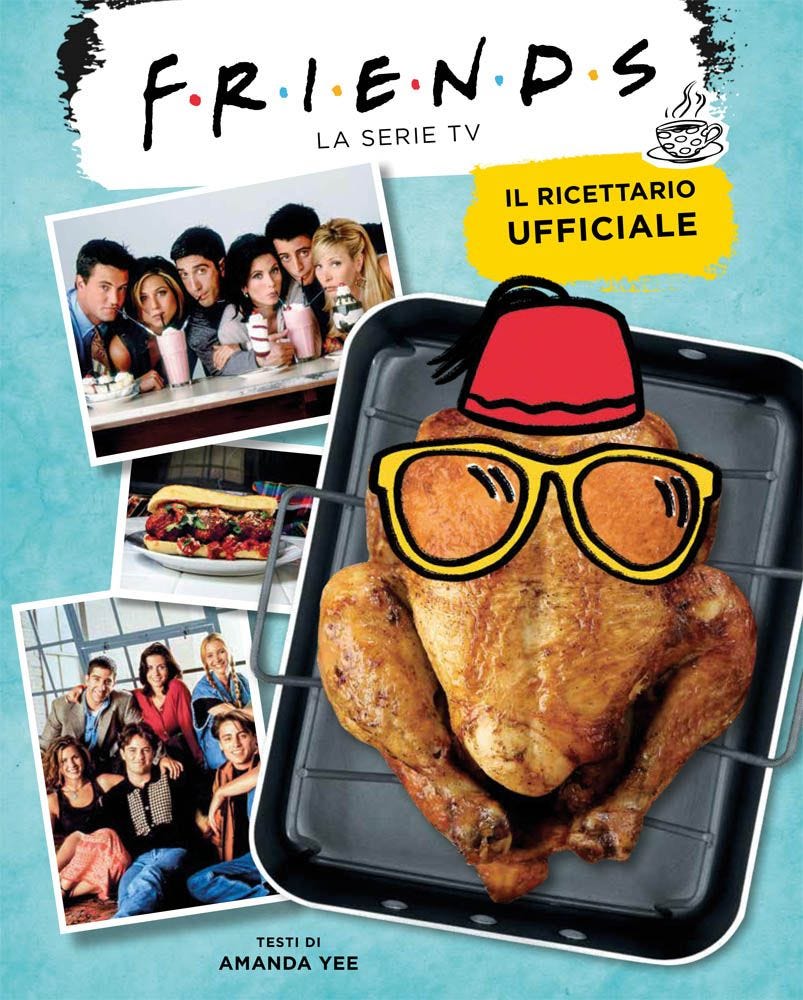 F·R·I·E·N·D·S
LA SERIE TV
IL RICETTARIO
UFFICIALE
TESTI DI
AMANDA YEE